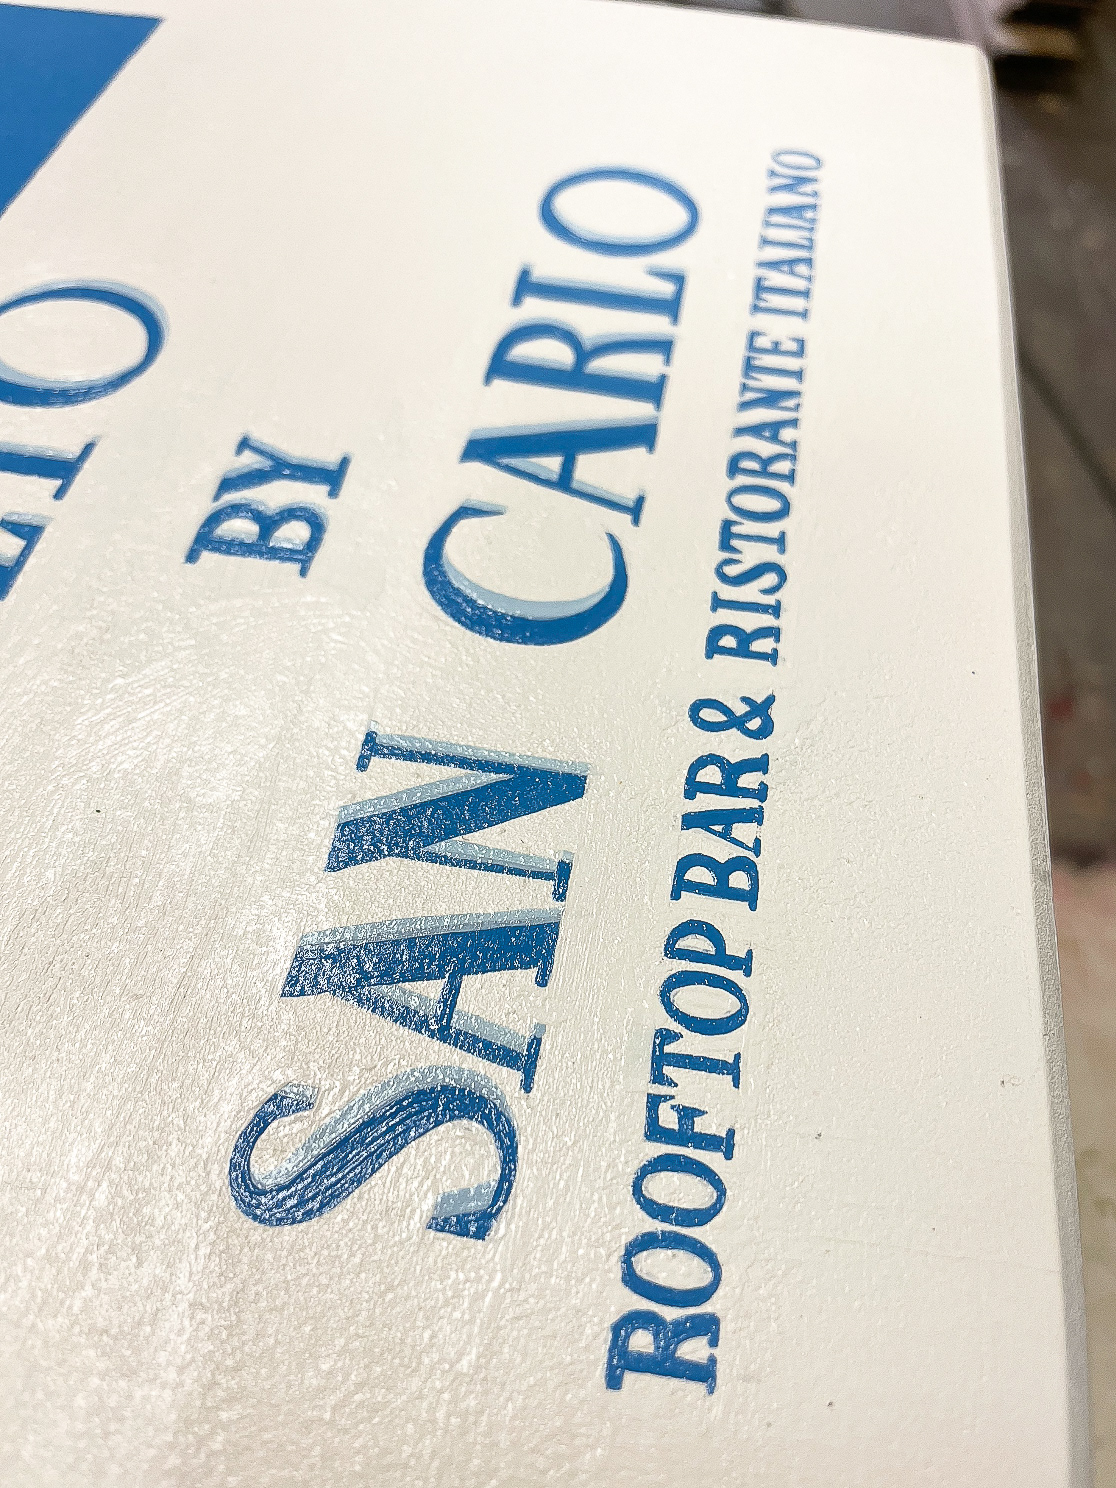 BY
SAN CARLO
ROOFTOP BAR & RISTORANTE ITALIANO